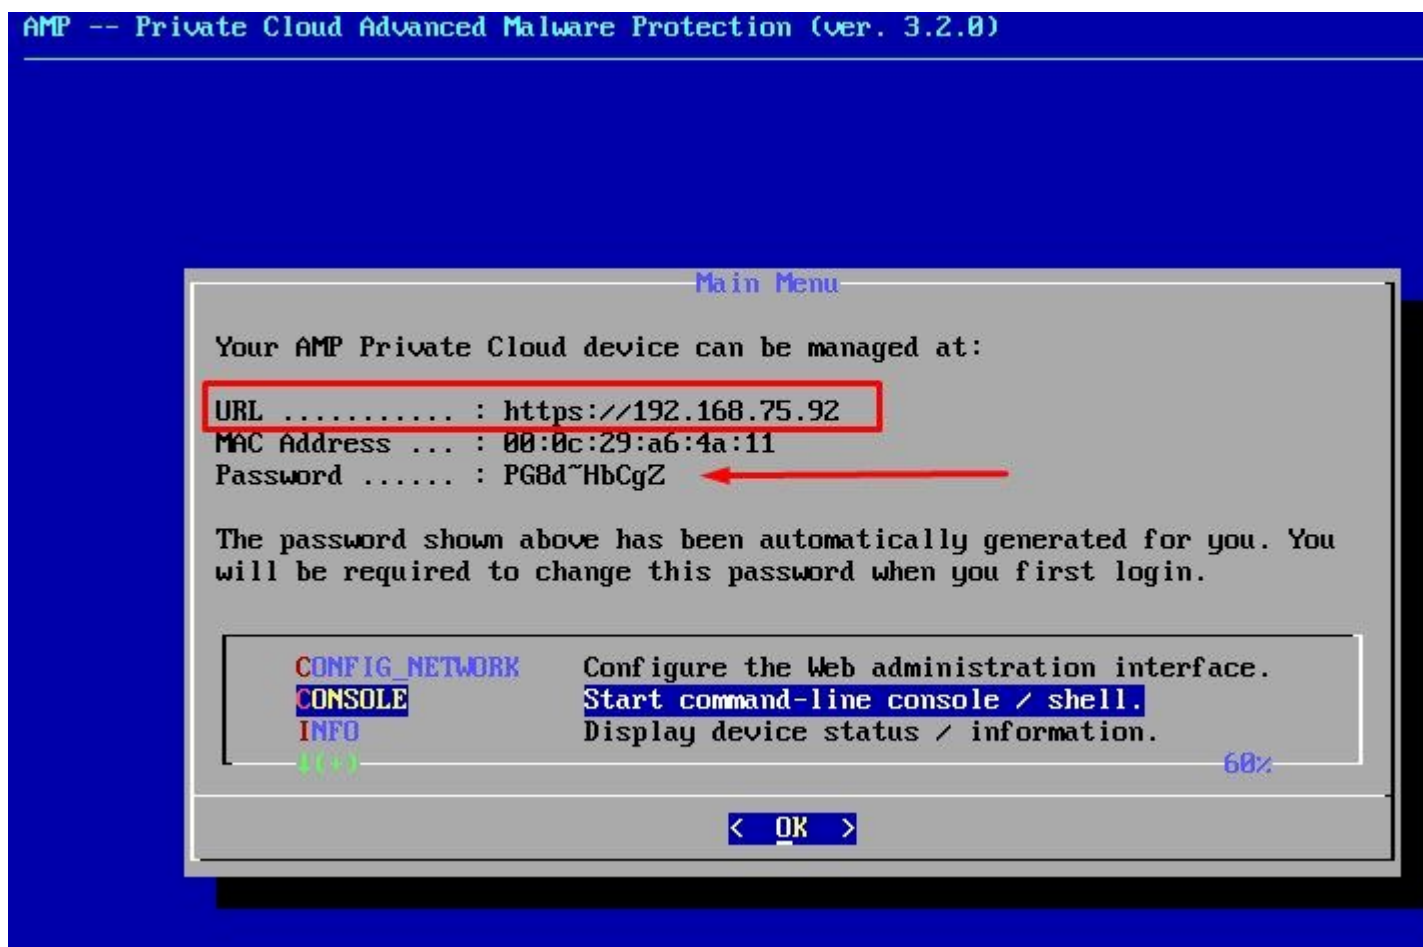 AMP -- Private Cloud Advanced Malware Protection (ver. 3.2.0)
Main Menu
Your AMP Private Cloud device can be managed at:
URL ........... : https://192.168.75.92
MAC Address ... : 00:0c:29:a6:4a:11
Password ...... : PG8d~HbCgZ
The password shown above has been automatically generated for you. You
will be required to change this password when you first login.
CONFIG_NETWORK Configure the Web administration interface.
CONSOLE Start command-line console / shell.
INFO Display device status / information.
↓(+) 60%
< OK >